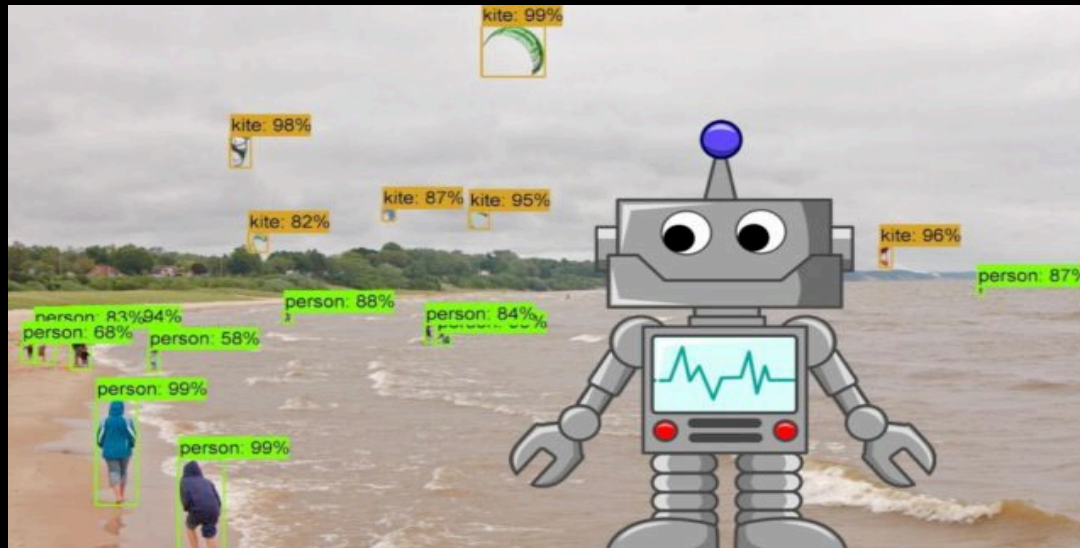 kite: 99%
kite: 98%
kite: 87%
kite: 95%
kite: 82%
kite: 96%
person: 87%
person: 88%
person: 84%
person: 83%
94%
person: 68%
person: 58%
person: 99%
person: 99%